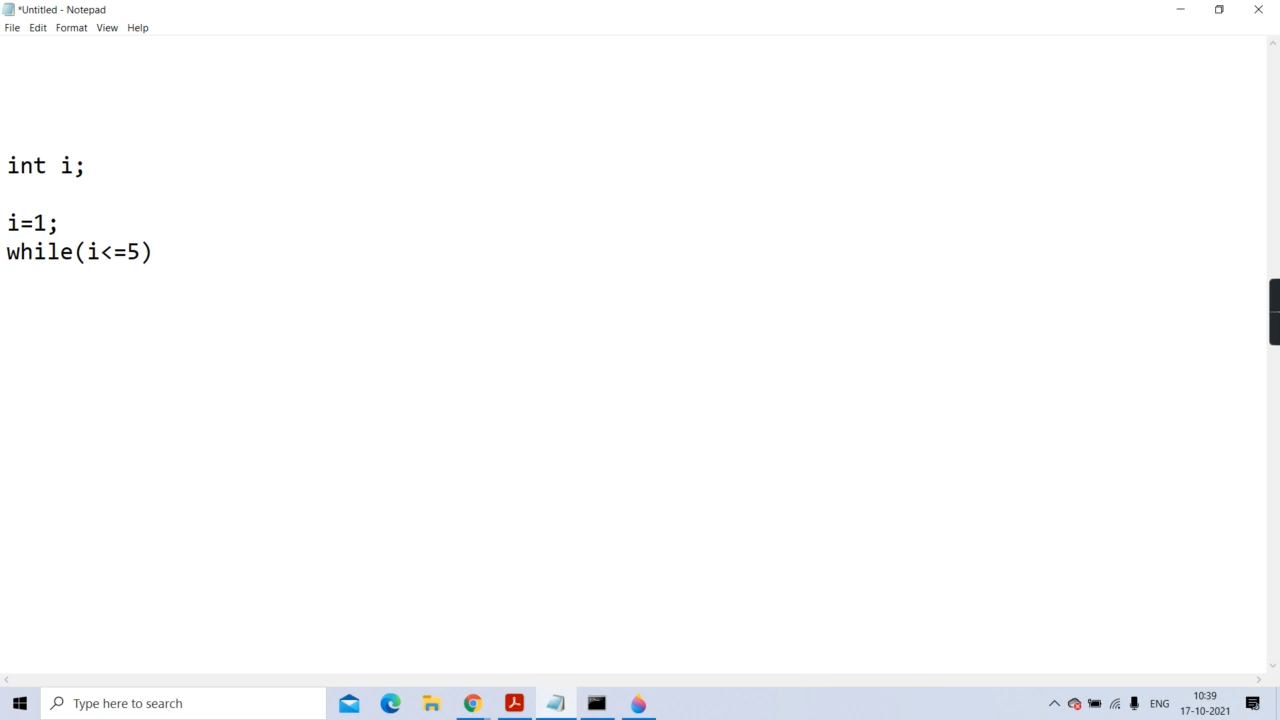 *Untitled - Notepad
File Edit Format View Help
int i;
i=1;
while(i<=5)
Type here to search
ENG
10:39
17-10-2021